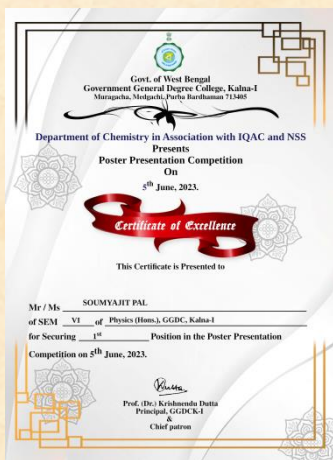 Govt. of West Bengal
Government General Degree College, Kalna-I
Muragacha, Medgachi, Purba Bardhaman 713405
Department of Chemistry in Association with IQAC and NSS
Presents
Poster Presentation Competition
On
5th June, 2023.
Certificate of Excellence
This Certificate is Presented to
Mr / Ms SOUMYAJIT PAL
of SEM VI of Physics (Hons.), GGDC, Kalna-I
for Securing 1st Position in the Poster Presentation
Competition on 5th June, 2023.
Prof. (Dr.) Krishnendu Dutta
Principal, GGDCK-I
&
Chief patron